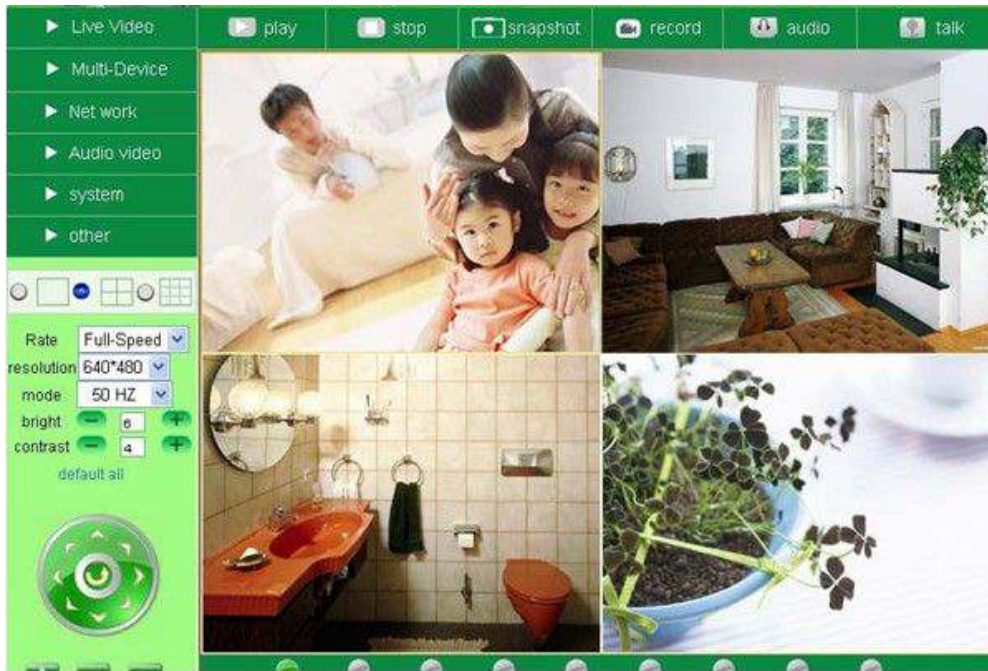 Live Video
play stop snapshot record audio talk
Multi-Device
Net work
Audio video
system
other
Rate Full-Speed
resolution 640*480
mode 50 HZ
bright 6
contrast 4
default all